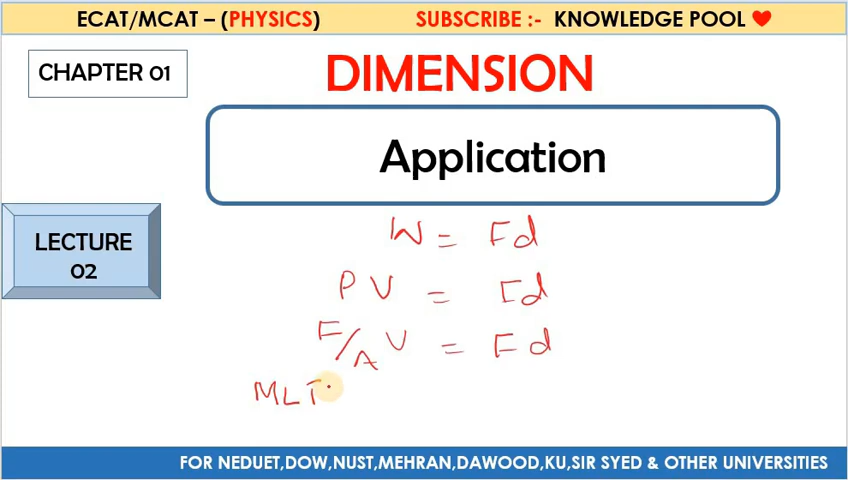 ECAT/MCAT – (PHYSICS) SUBSCRIBE :- KNOWLEDGE POOL ❤
CHAPTER 01
DIMENSION
Application
LECTURE
02
W = Fd
PV = Fd
F/A V = Fd
MLT
FOR NEDUET,DOW,NUST,MEHRAN,DAWOOD,KU,SIR SYED & OTHER UNIVERSITIES